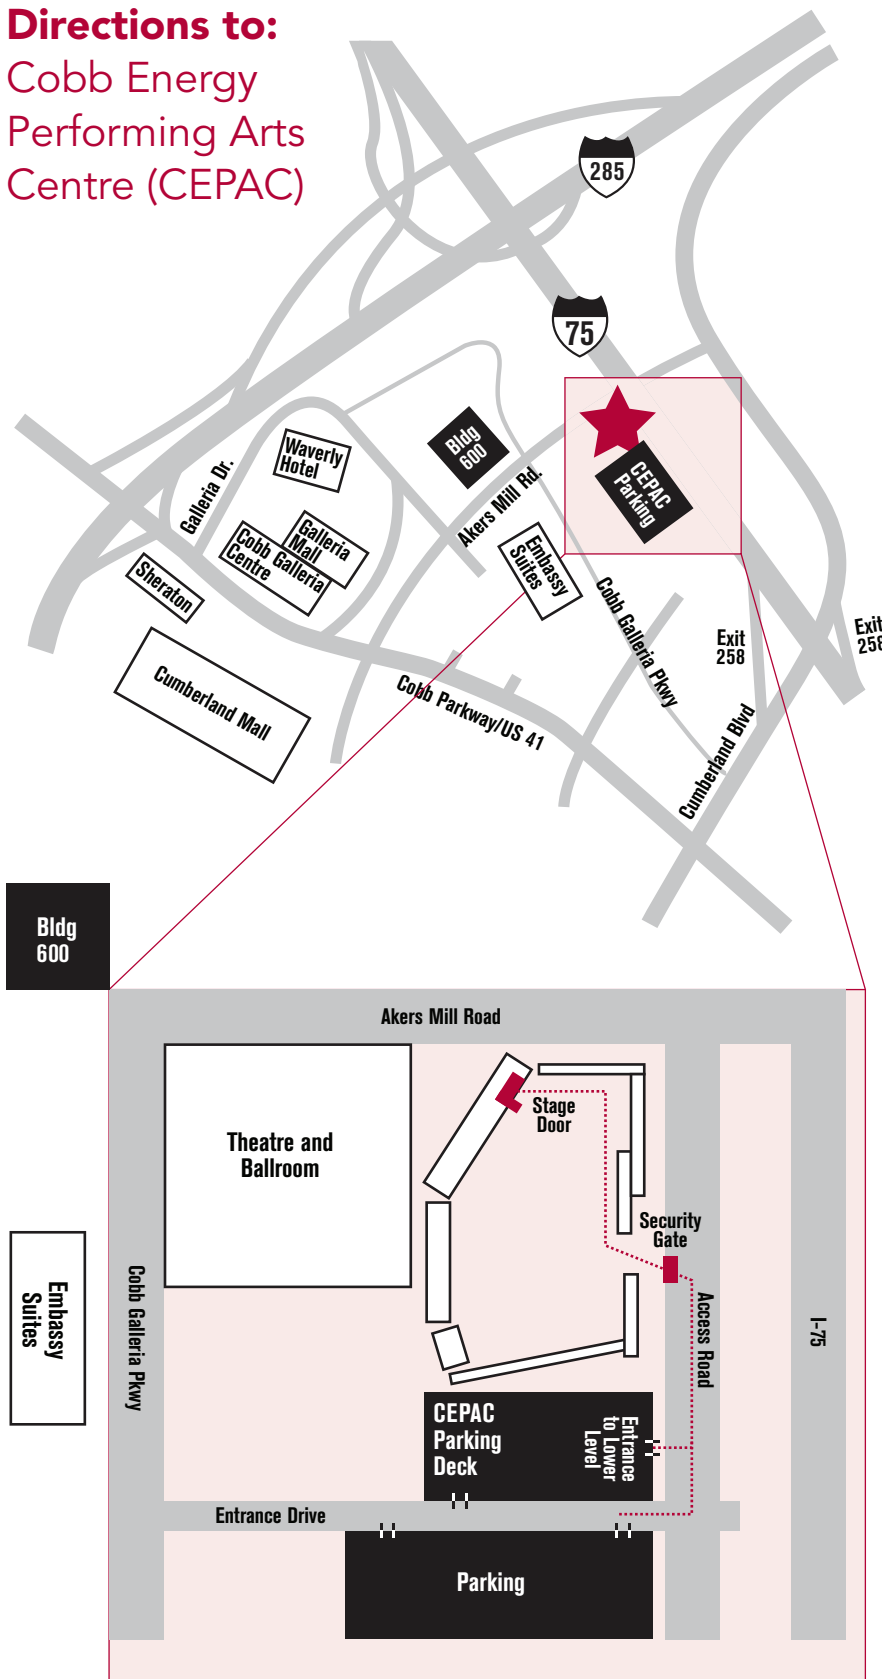 Directions to:
Cobb Energy
Performing Arts
Centre (CEPAC)
285
75
Waverly
Hotel
Bldg
600
CEPAC
Parking
Galleria Dr.
Galleria
Mall
Cobb Galleria
Centre
Akers Mill Rd.
Embassy
Suites
Sheraton
Cobb Galleria Pkwy
Exit
258
Exit
258
Cumberland Mall
Cobb Parkway/US 41
Cumberland Blvd
Bldg
600
Akers Mill Road
Stage
Door
Theatre and
Ballroom
Security
Gate
Embassy
Suites
Cobb Galleria Pkwy
Access Road
I-75
CEPAC
Parking
Deck
Entrance
to Lower
Level
Entrance Drive
Parking